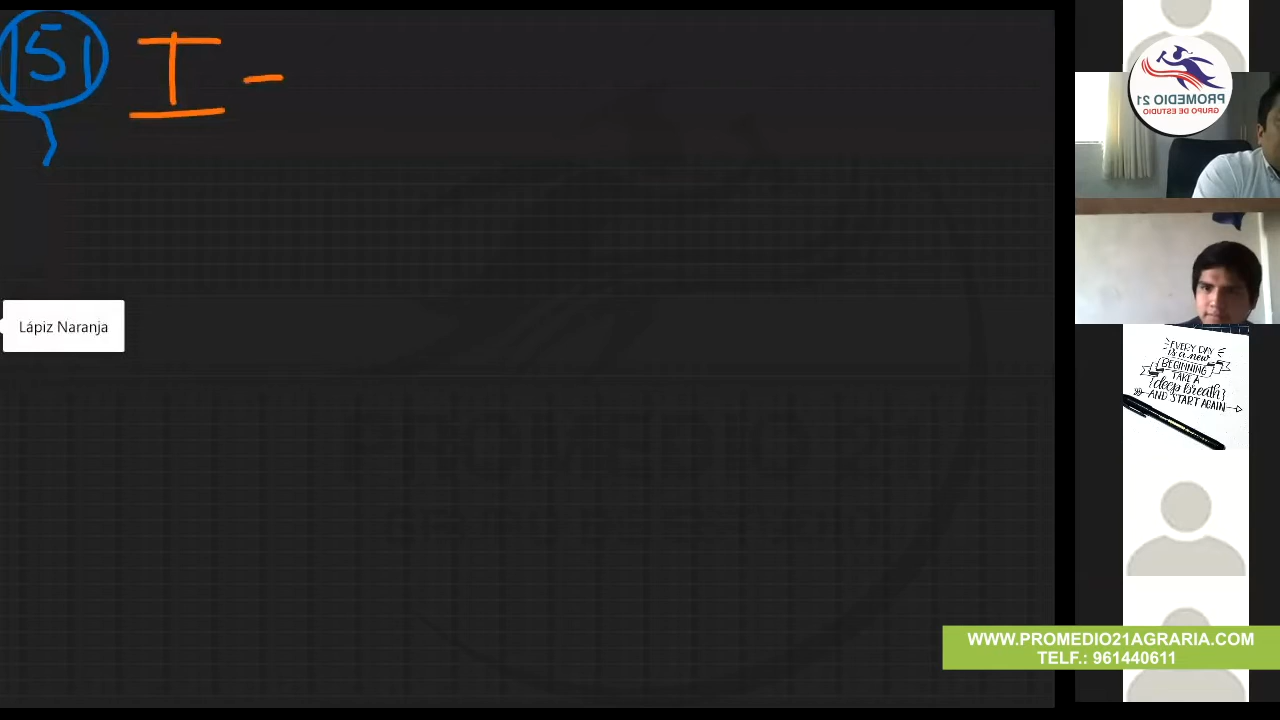 151 I -
Lápiz Naranja
PROMEDIO 21
GRUPO DE ESTUDIO
EVERY DAY
is a new
BEGINNING
TAKE A
deep breath
AND START AGAIN
WWW.PROMEDIO21AGRARIA.COM
TELF.: 961440611